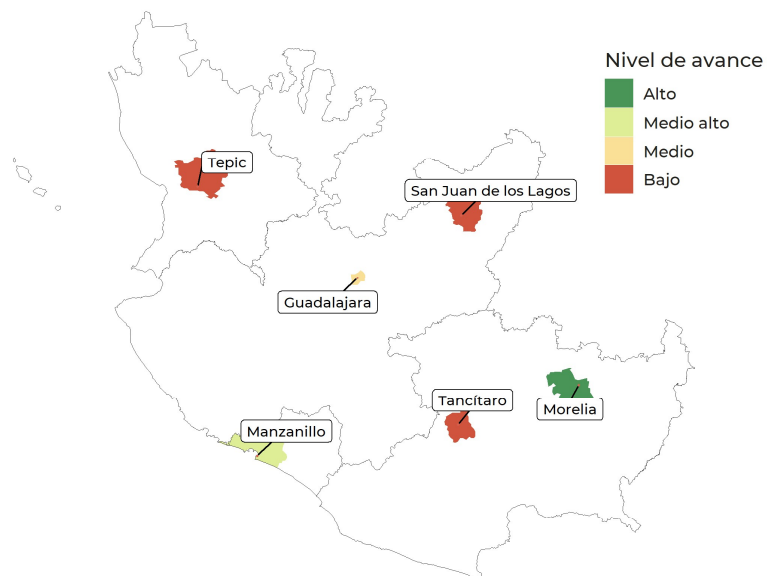 Nivel de avance
Alto
Medio alto
Medio
Bajo
Tepic
San Juan de los Lagos
Guadalajara
Tancítaro
Morelia
Manzanillo